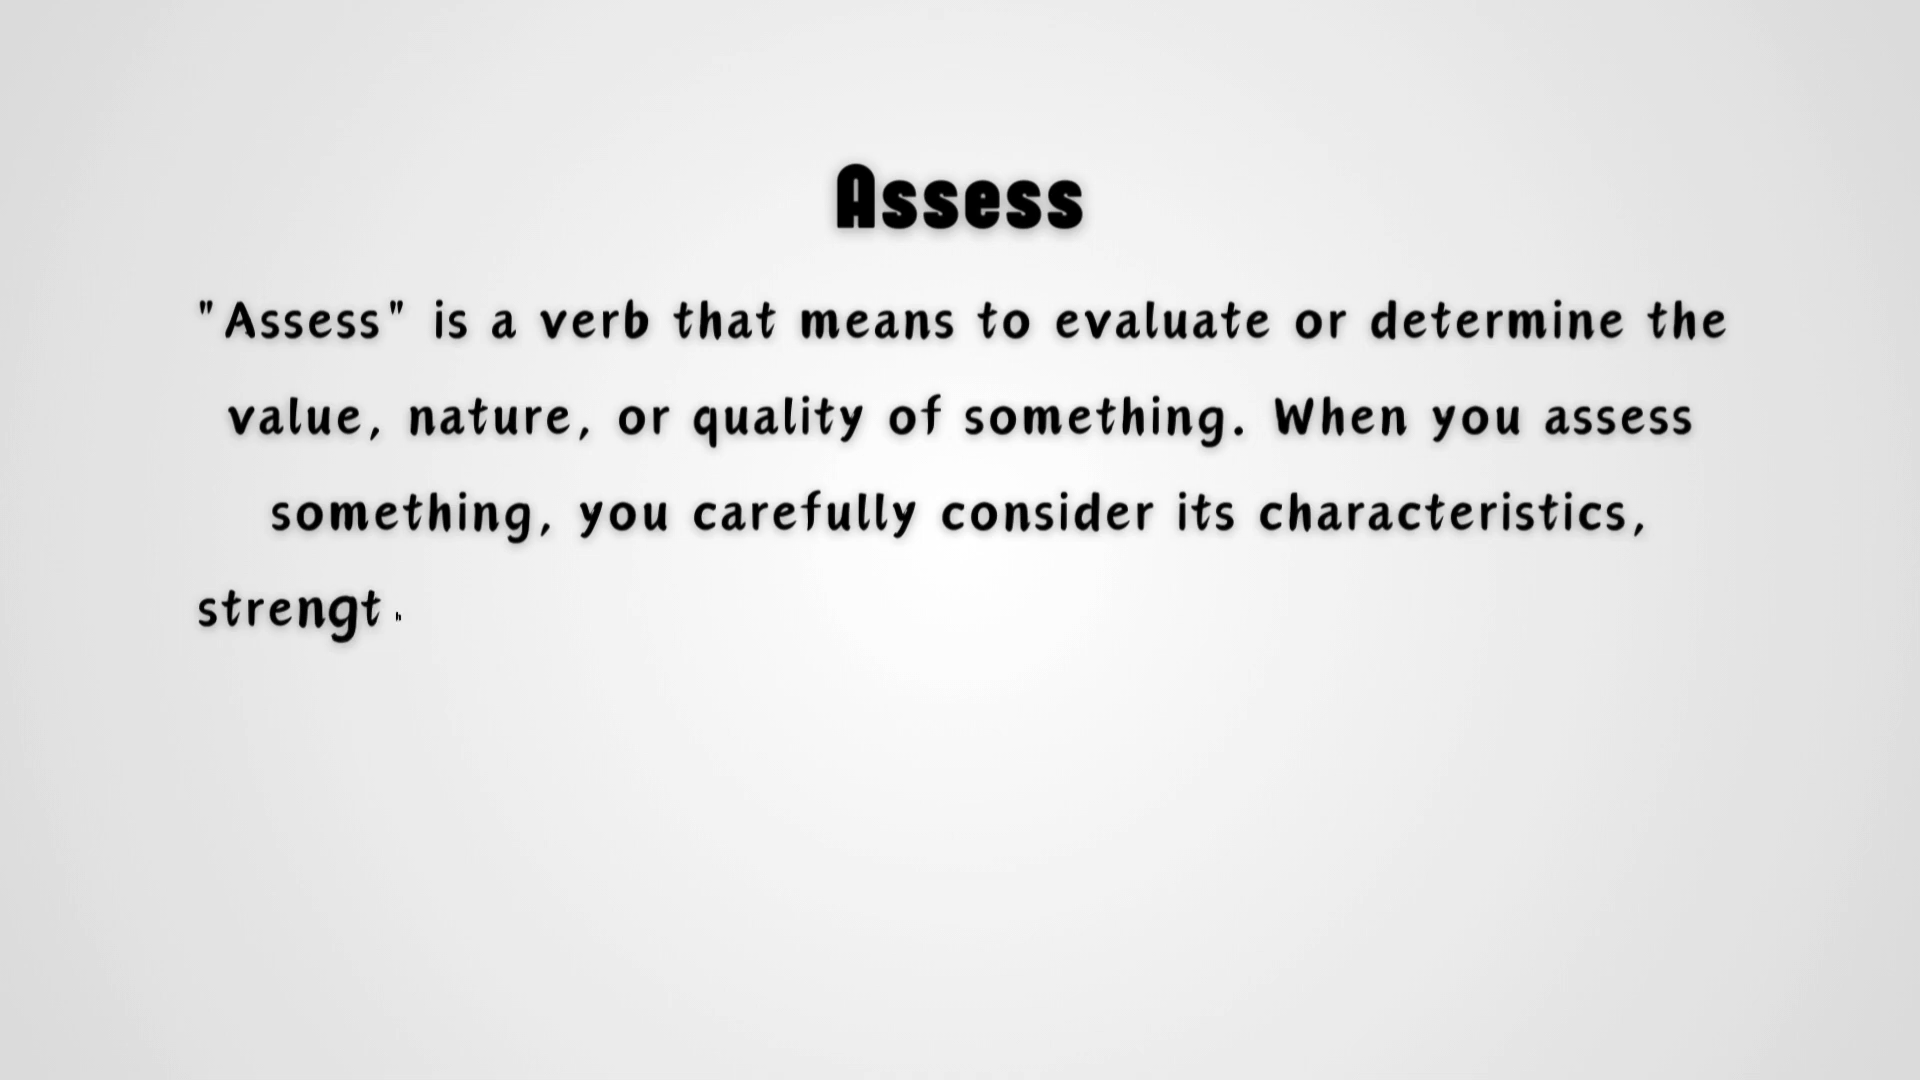 Assess
"Assess" is a verb that means to evaluate or determine the
value, nature, or quality of something. When you assess
something, you carefully consider its characteristics,
strength